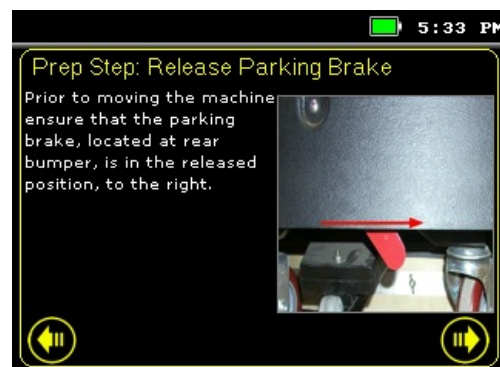 5:33 PM
Prep Step: Release Parking Brake
Prior to moving the machine
ensure that the parking
brake, located at rear
bumper, is in the released
position, to the right.